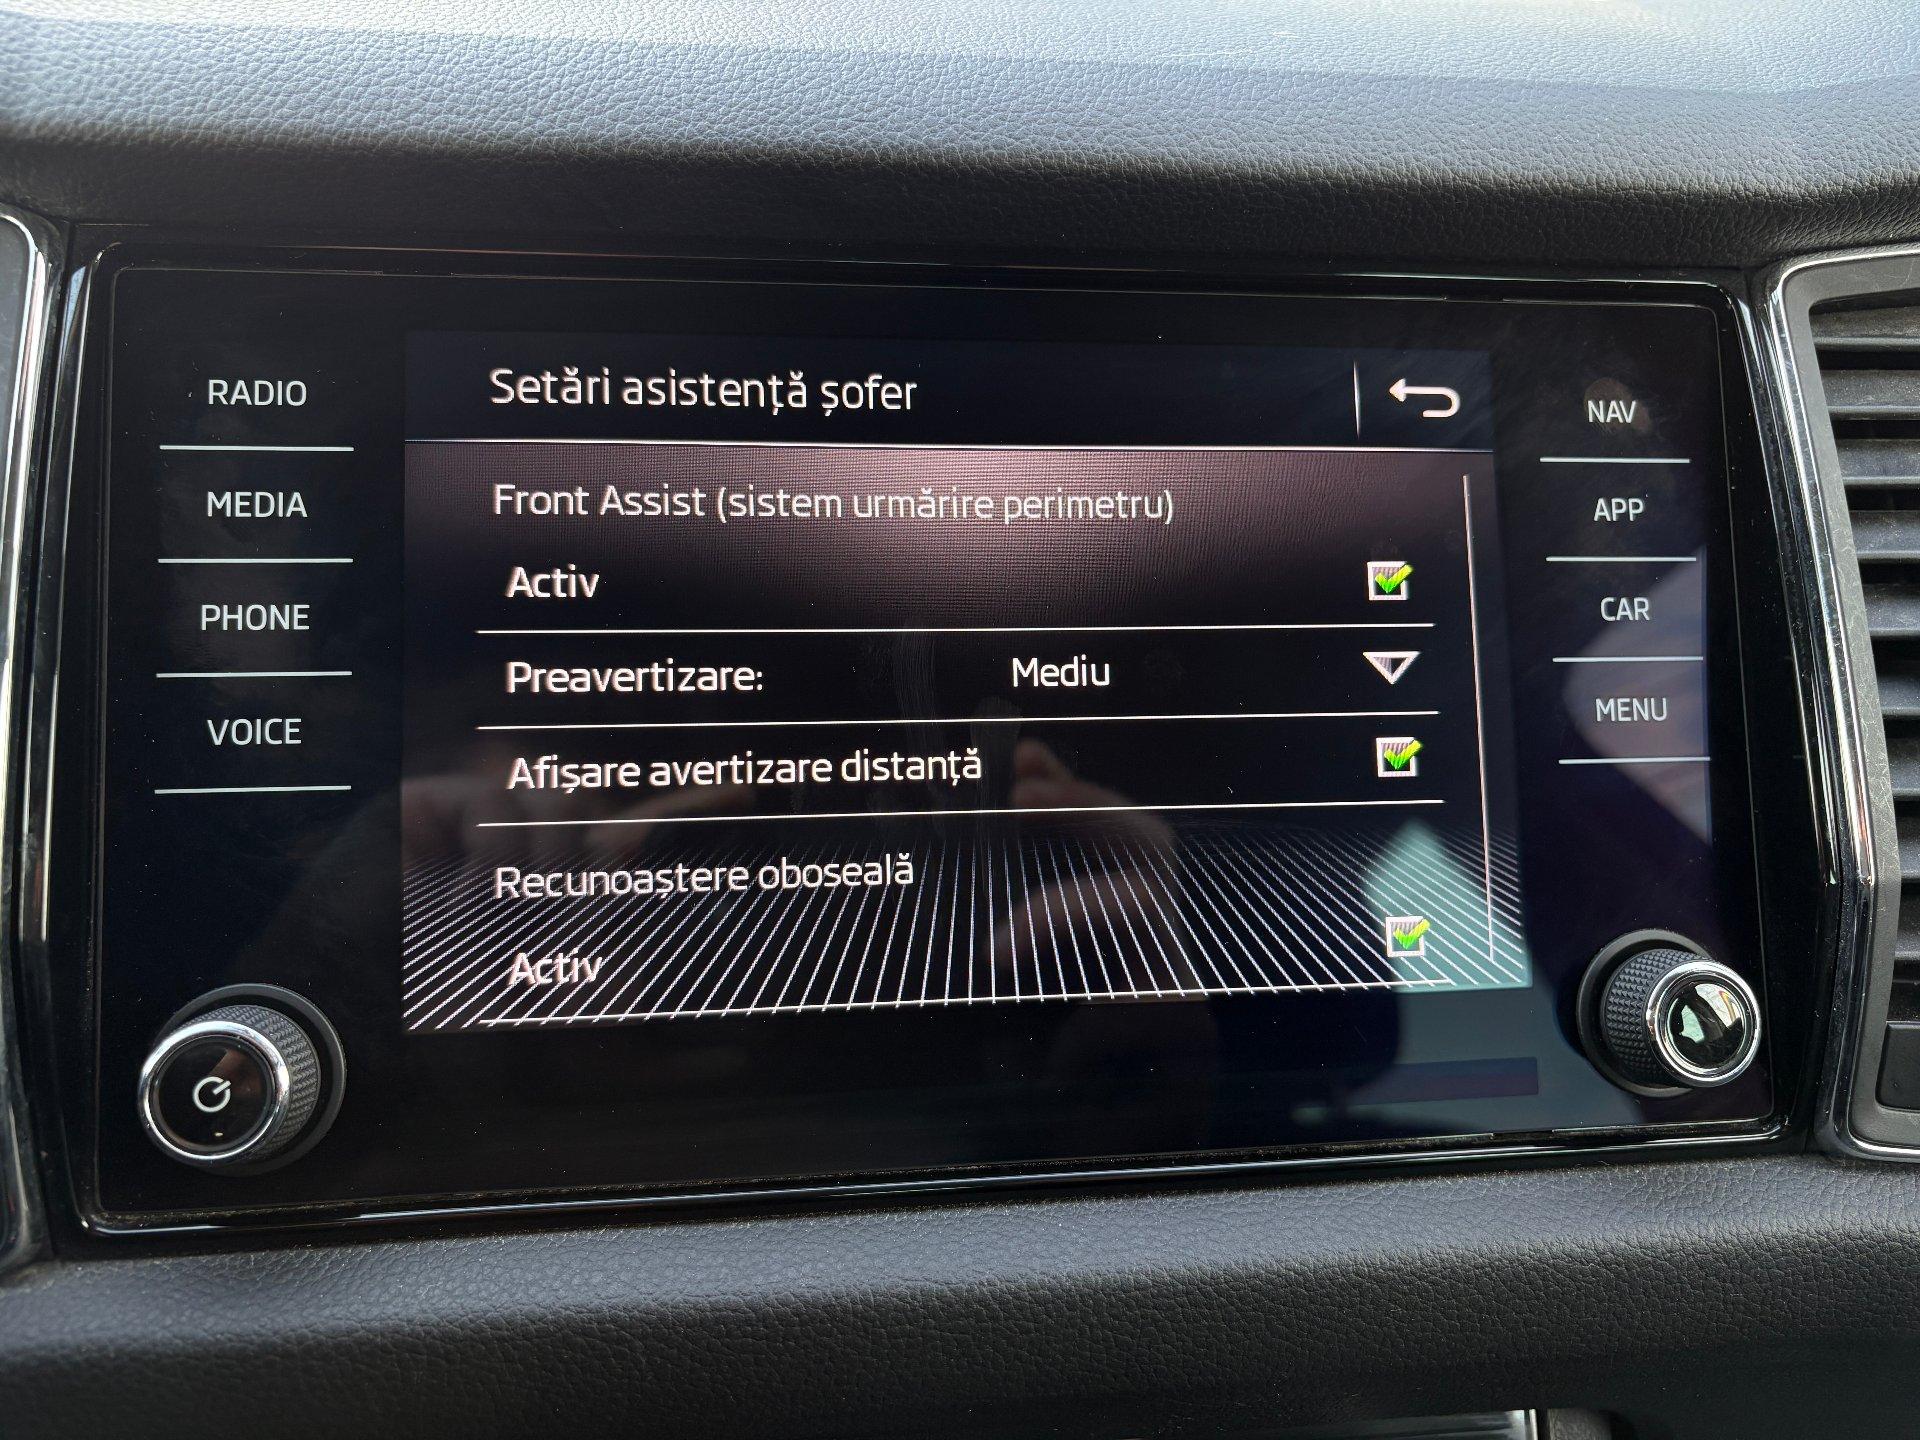 RADIO
MEDIA
PHONE
VOICE
Setări asistență șofer
Front Assist (sistem urmărire perimetru)
Activ
Preavertizare: Mediu
Afișare avertizare distanță
Recunoaștere oboseală
Activ
NAV
APP
CAR
MENU